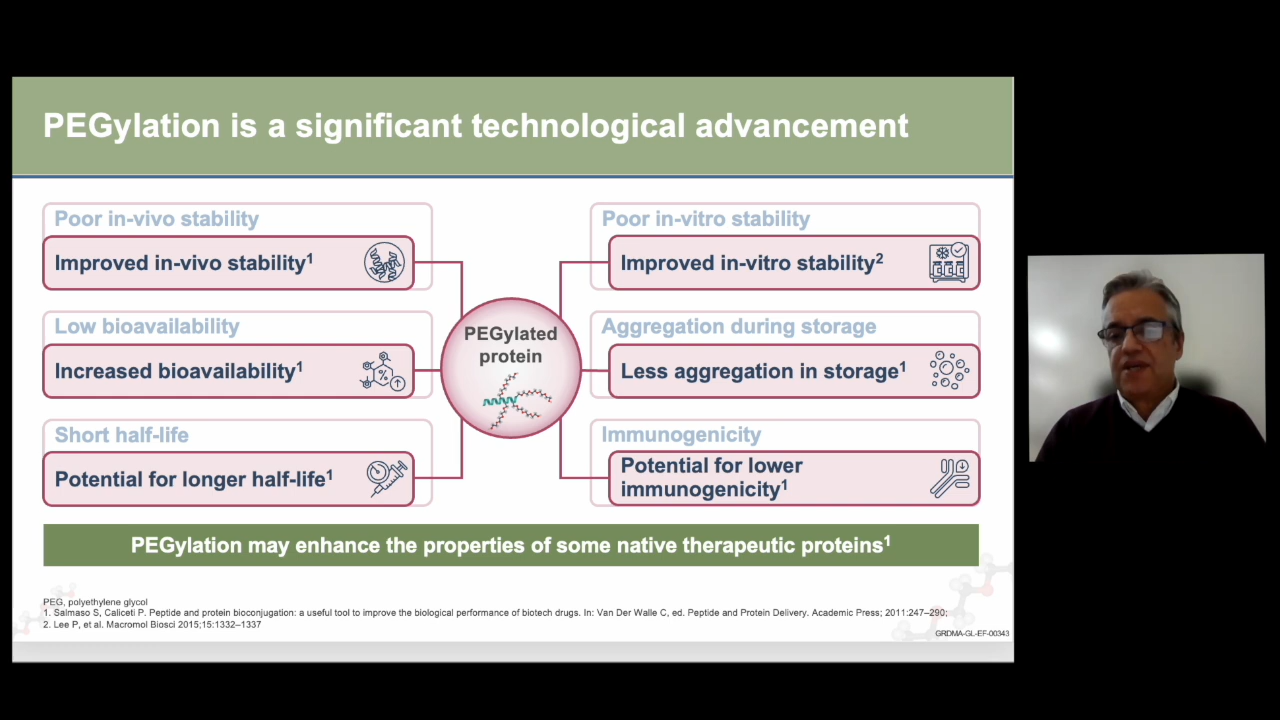 PEGylation is a significant technological advancement
Poor in-vivo stability
Improved in-vivo stability1
Low bioavailability
Increased bioavailability1
Short half-life
Potential for longer half-life1
PEGylated
protein
Poor in-vitro stability
Improved in-vitro stability2
Aggregation during storage
Less aggregation in storage1
Immunogenicity
Potential for lower
immunogenicity1
PEGylation may enhance the properties of some native therapeutic proteins1
PEG, polyethylene glycol
1. Salmaso S, Caliceti P. Peptide and protein bioconjugation: a useful tool to improve the biological performance of biotech drugs. In: Van Der Walle C, ed. Peptide and Protein Delivery. Academic Press; 2011:247–290;
2. Lee P, et al. Macromol Biosci 2015;15:1332–1337
GRDMA-GL-EF-00343